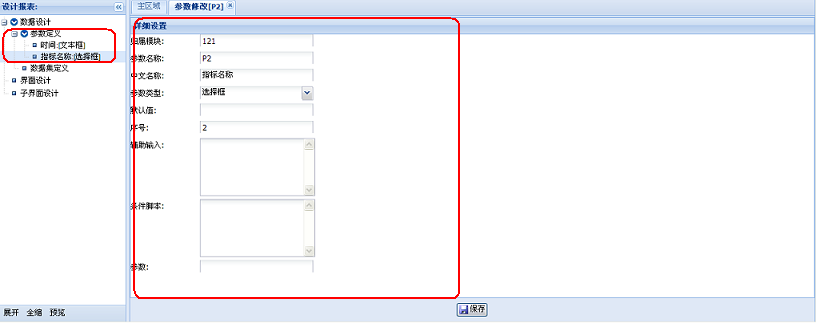 设计报表:
数据设计
参数定义
时间:[文本框]
指标名称:[选择框]
数据集定义
界面设计
子界面设计
展开 全缩 预览
主区域 参数修改[P2]
详细设置
归属模块: 121
参数名称: P2
中文名称: 指标名称
参数类型: 选择框
默认值:
序号: 2
辅助输入:
条件脚本:
参数:
保存